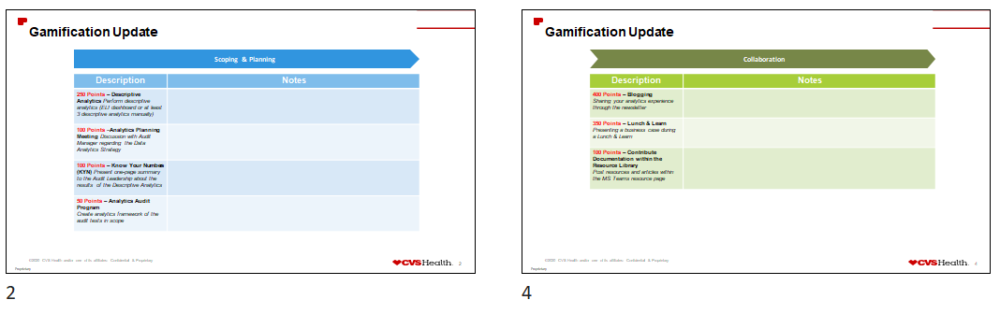 Gamification Update
Scoping & Planning
Description Notes
250 Points – Descriptive
Analytics Perform descriptive
analytics (ELI dashboard or at least
3 descriptive analytics manually)
100 Points –Analytics Planning
Meeting Discussion with Audit
Manager regarding the Data
Analytics Strategy
100 Points – Know Your Number
(KYN) Present one-page summary
to the Audit Leadership about the
results of the Descriptive Analytics
50 Points – Analytics Audit
Program
Create analytics framework of the
audit tests in scope
CVS Health and/or one of its affiliates. Confidential & Proprietary
Proprietary
CVSHealth. 2
2
Gamification Update
Collaboration
Description Notes
400 Points – Blogging
Sharing your analytics experience
through the newsletter
350 Points – Lunch & Learn
Presenting a business case during
a Lunch & Learn
100 Points – Contribute
Documentation within the
Resource Library
Post resources and articles within
the MS Teams resource page
CVS Health and/or one of its affiliates. Confidential & Proprietary
Proprietary
CVSHealth. 4
4